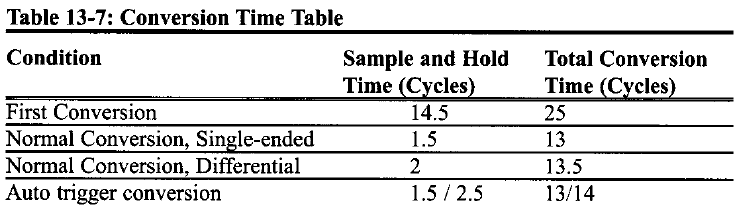 Table 13-7: Conversion Time Table
Condition Sample and Hold Total Conversion
Time (Cycles) Time (Cycles)
First Conversion 14.5 25
Normal Conversion, Single-ended 1.5 13
Normal Conversion, Differential 2 13.5
Auto trigger conversion 1.5 / 2.5 13/14